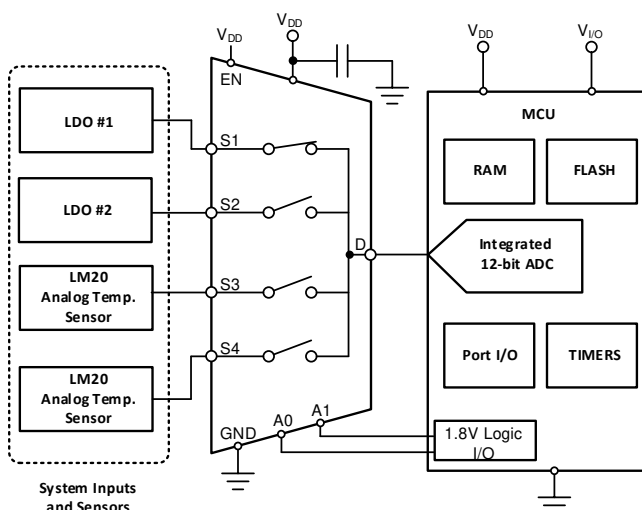 VDD
VDD
EN
VDD
VI/O
LDO #1
LDO #2
LM20
Analog Temp.
Sensor
LM20
Analog Temp.
Sensor
System Inputs
and Sensors
S1
S2
S3
S4
D
GND
A0
A1
MCU
RAM
FLASH
Integrated
12-bit ADC
Port I/O
TIMERS
1.8V Logic
I/O